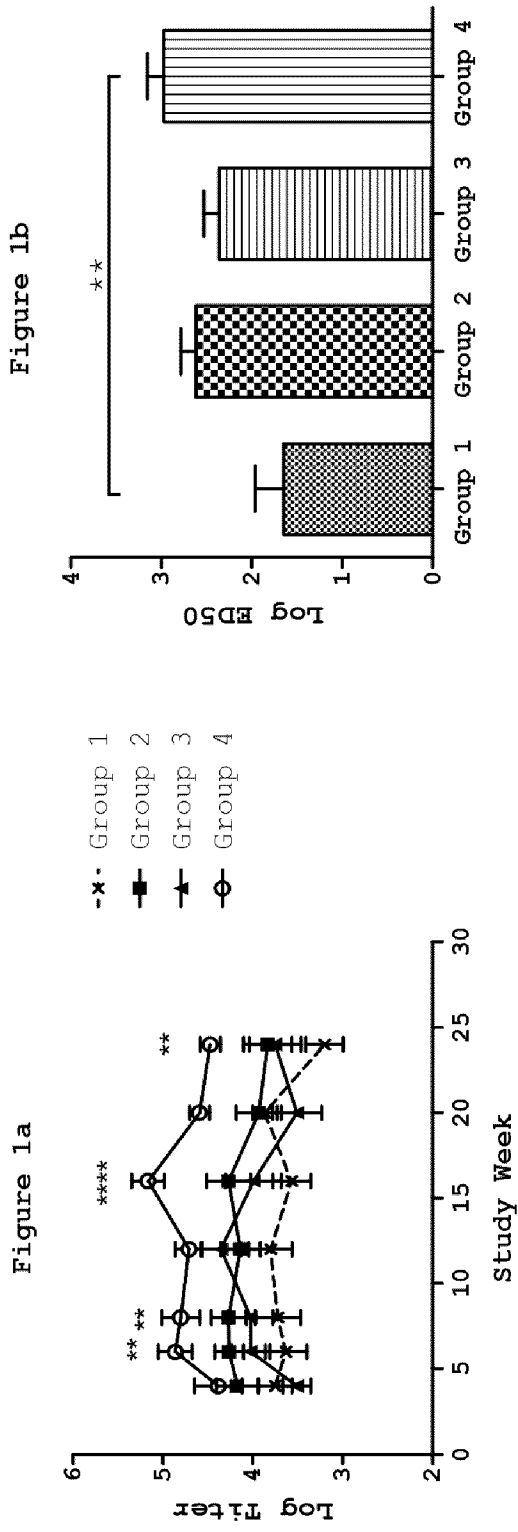 Figure 1a
Log Titer
6
5
4
3
2
0
5
10
15
20
25
30
Study Week
**
**
****
**
Group 1
Group 2
Group 3
Group 4
Figure 1b
Log ED50
4
3
2
1
0
**
Group 1
Group 2
Group 3
Group 4